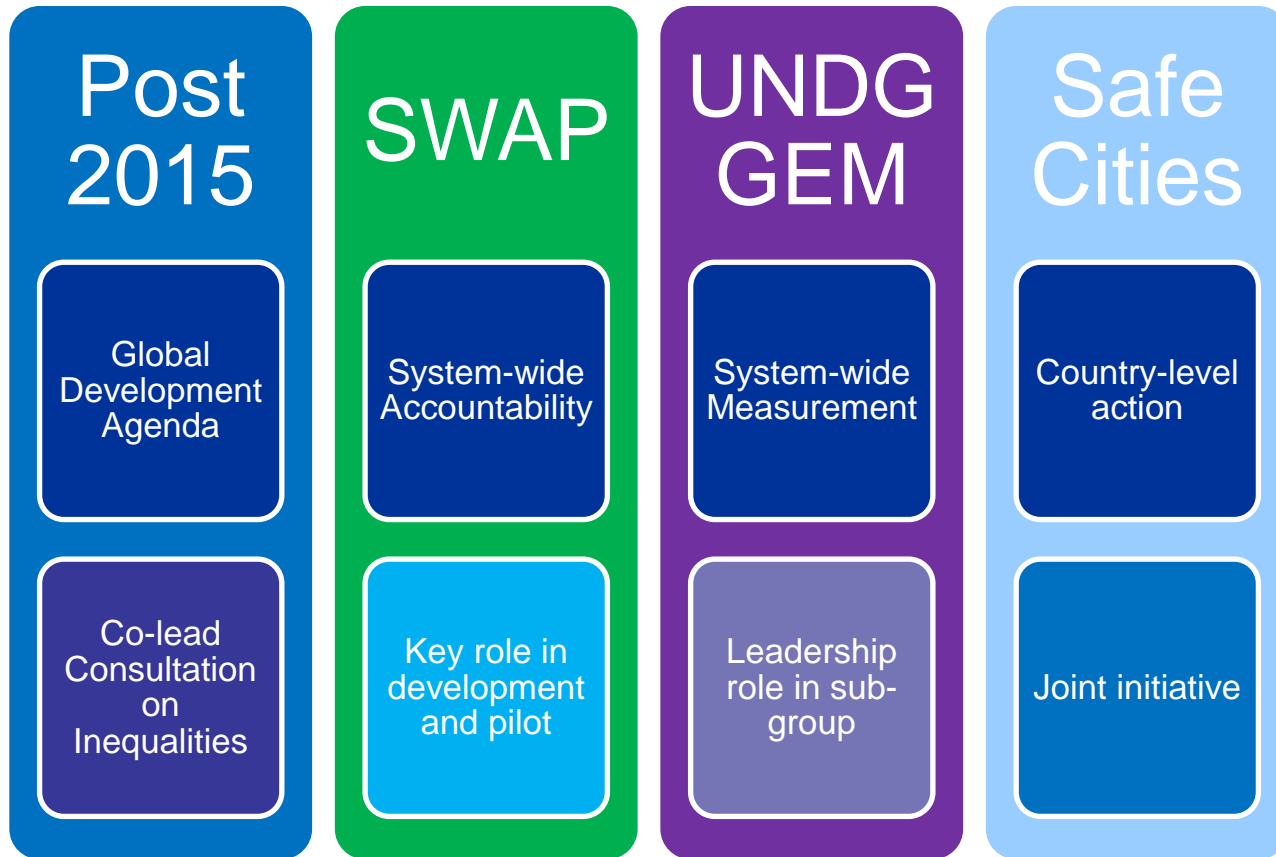 Post
2015
Global
Development
Agenda
Co-lead
Consultation
on
Inequalities
SWAP
System-wide
Accountability
Key role in
development
and pilot
UNDG
GEM
System-wide
Measurement
Leadership
role in sub-
group
Safe
Cities
Country-level
action
Joint initiative